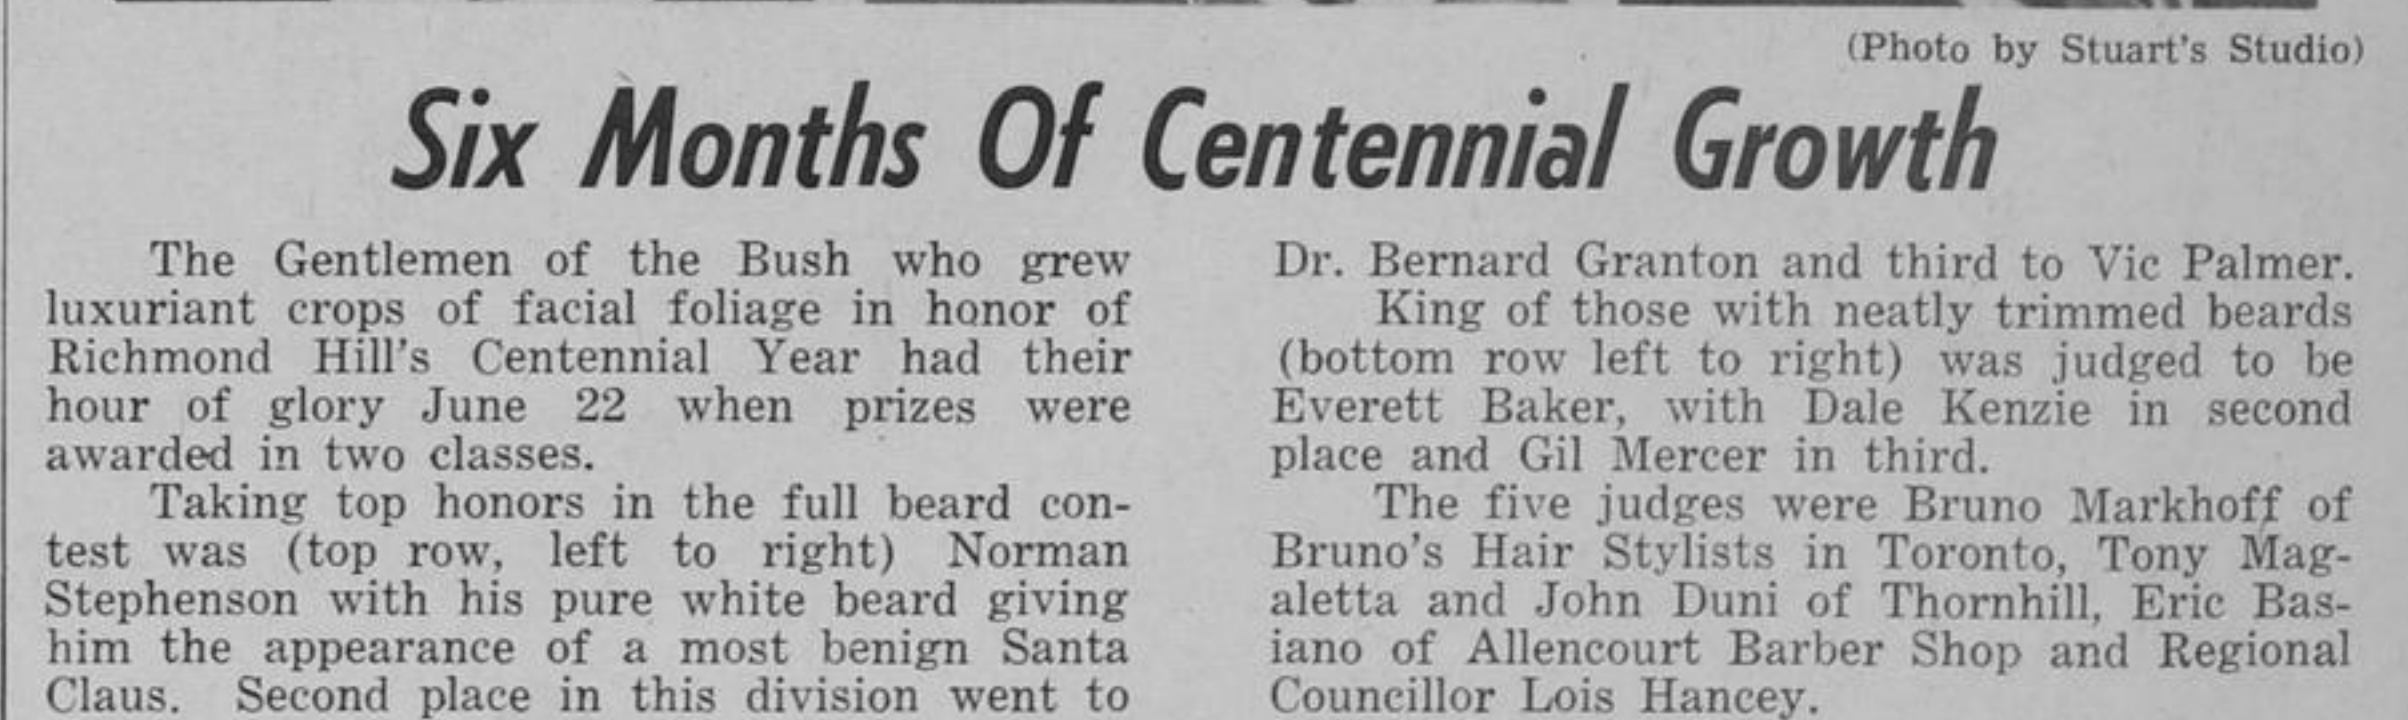 (Photo by Stuart's Studio)
Six Months Of Centennial Growth
The Gentlemen of the Bush who grew
luxuriant crops of facial foliage in honor of
Richmond Hill's Centennial Year had their
hour of glory June 22 when prizes were
awarded in two classes.
Taking top honors in the full beard con-
test was (top row, left to right) Norman
Stephenson with his pure white beard giving
him the appearance of a most benign Santa
Claus. Second place in this division went to
Dr. Bernard Granton and third to Vic Palmer.
King of those with neatly trimmed beards
(bottom row left to right) was judged to be
Everett Baker, with Dale Kenzie in second
place and Gil Mercer in third.
The five judges were Bruno Markhoff of
Bruno's Hair Stylists in Toronto, Tony Mag-
aletta and John Duni of Thornhill, Eric Bas-
iano of Allencourt Barber Shop and Regional
Councillor Lois Hancey.